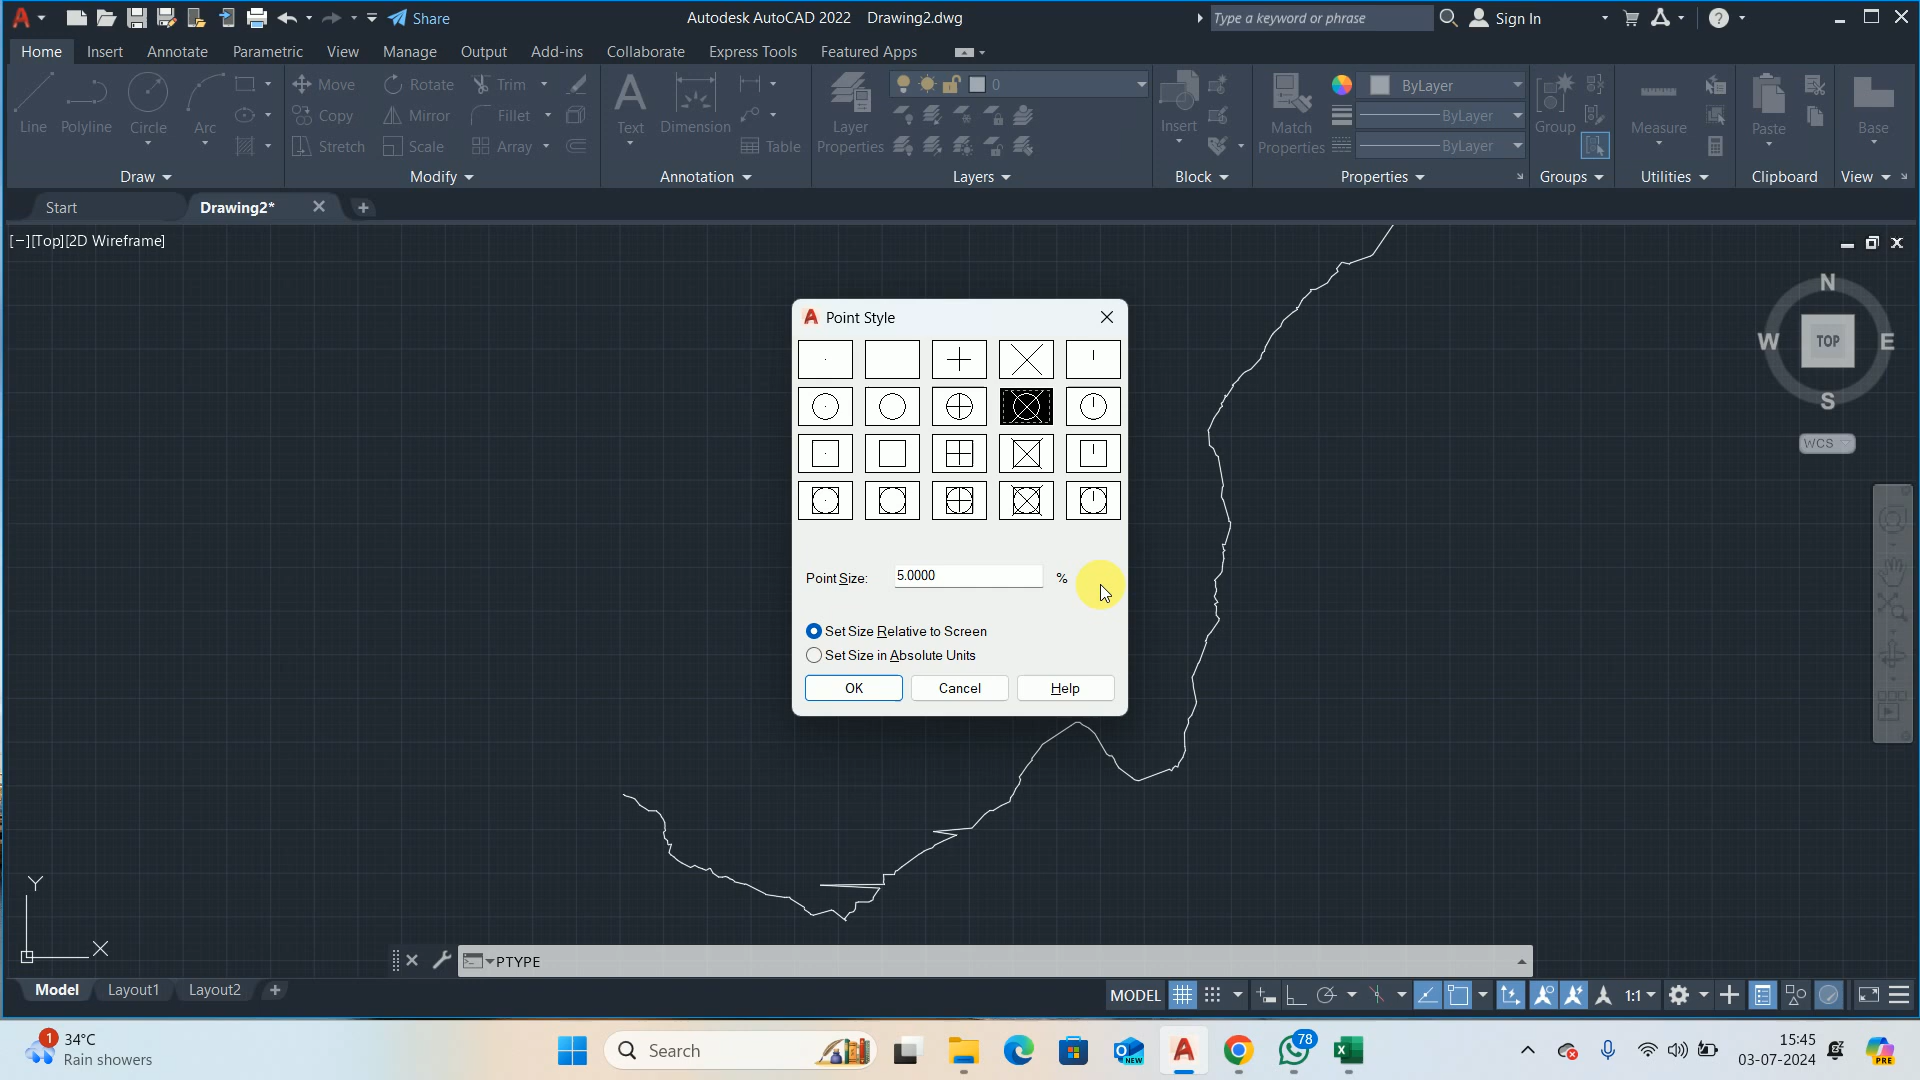 Share
Autodesk AutoCAD 2022 Drawing2.dwg
Type a keyword or phrase
Sign In
Home Insert Annotate Parametric View Manage Output Add-ins Collaborate Express Tools Featured Apps
Line
Polyline
Circle
Arc
Draw
Move Rotate Trim
Copy Mirror Fillet
Stretch Scale Array
Modify
Text
Dimension
Table
Annotation
Layer
Properties
0
Layers
Insert
Block
Match
Properties
ByLayer
ByLayer
ByLayer
Properties
Group
Groups
Measure
Utilities
Paste
Clipboard
Base
View
Start
Drawing2*
[−][Top][2D Wireframe]
N
W TOP E
S
WCS
Point Style
Point Size: 5.0000 %
Set Size Relative to Screen
Set Size in Absolute Units
OK Cancel Help
Y
X
PTYPE
Model Layout1 Layout2
MODEL
1:1
1
34°C
Rain showers
Search
NEW
78
15:45
03-07-2024
PRE